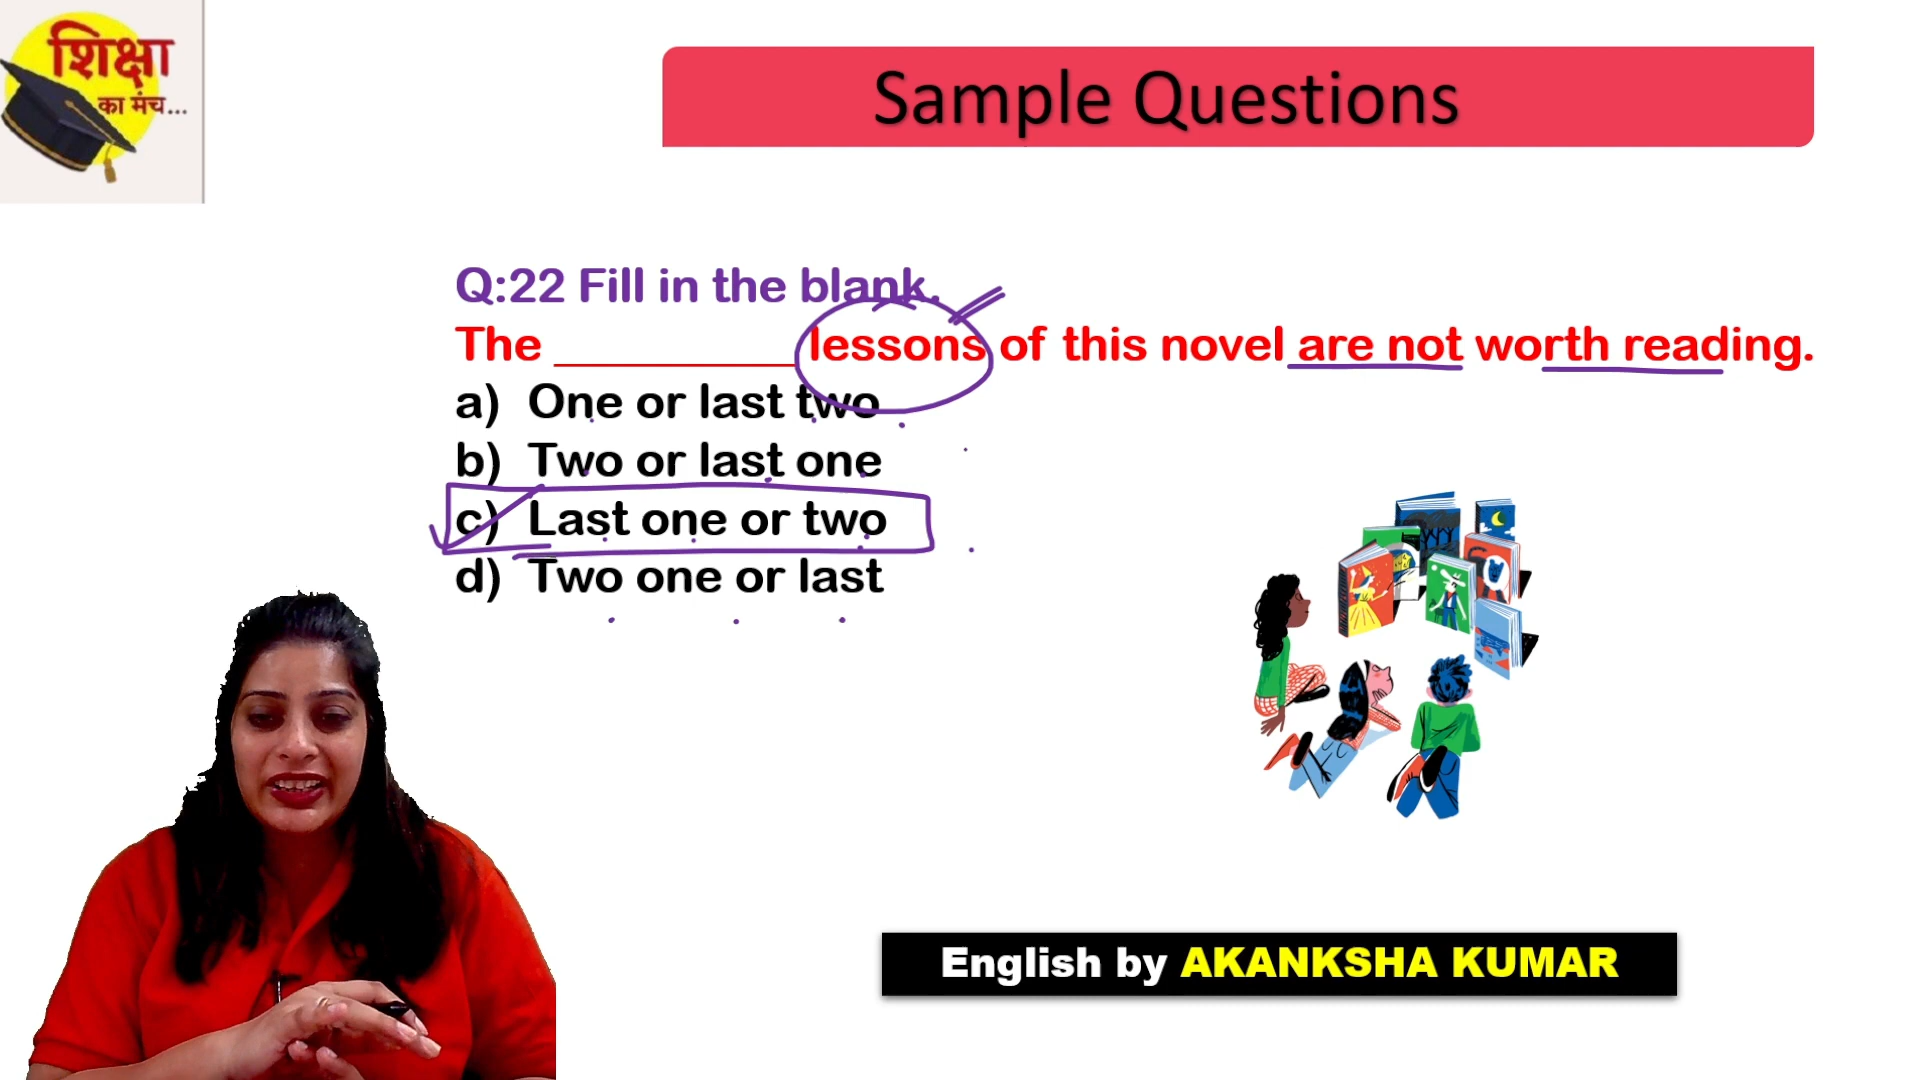 शिक्षा
का मंच...
Sample Questions
Q:22 Fill in the blank.
The __________ lessons of this novel are not worth reading.
a) One or last two
b) Two or last one
c) Last one or two
d) Two one or last
English by AKANKSHA KUMAR